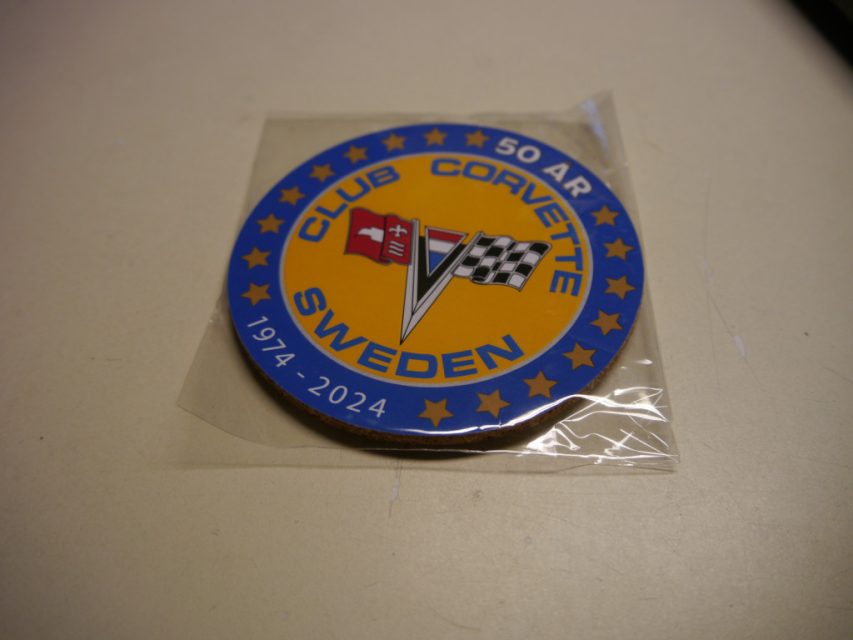 50 ÅR
CLUB CORVETTE
SWEDEN
1974 - 2024